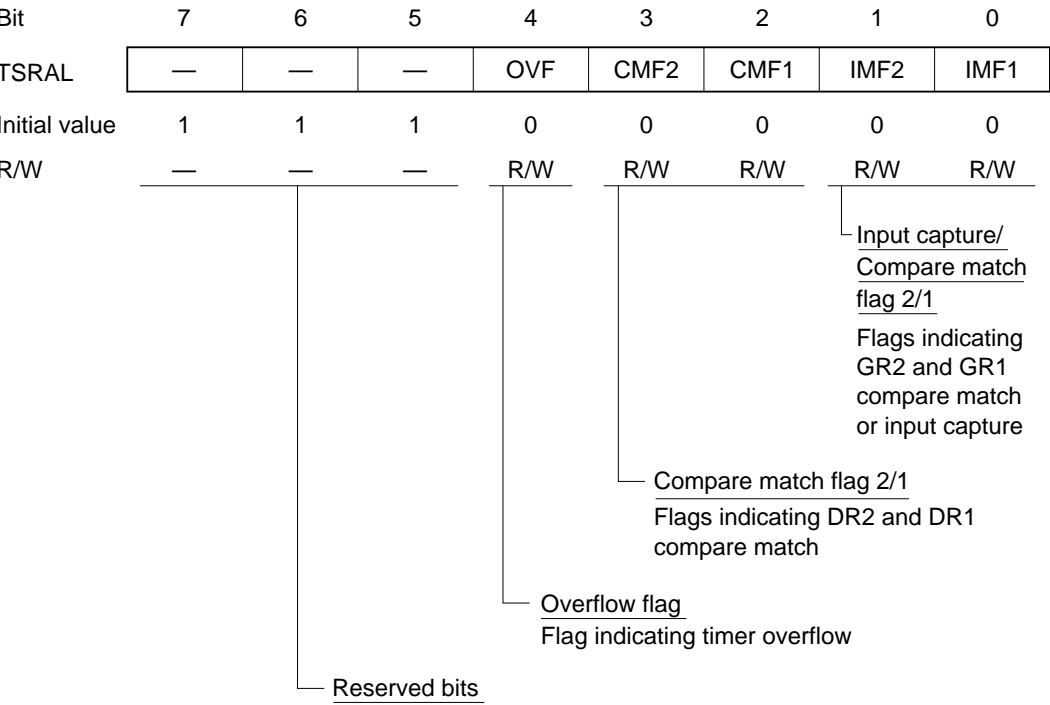 Bit 7 6 5 4 3 2 1 0
TSRAL — — — OVF CMF2 CMF1 IMF2 IMF1
Initial value 1 1 1 0 0 0 0 0
R/W — — — R/W R/W R/W R/W R/W
Input capture/
Compare match
flag 2/1
Flags indicating
GR2 and GR1
compare match
or input capture
Compare match flag 2/1
Flags indicating DR2 and DR1
compare match
Overflow flag
Flag indicating timer overflow
Reserved bits